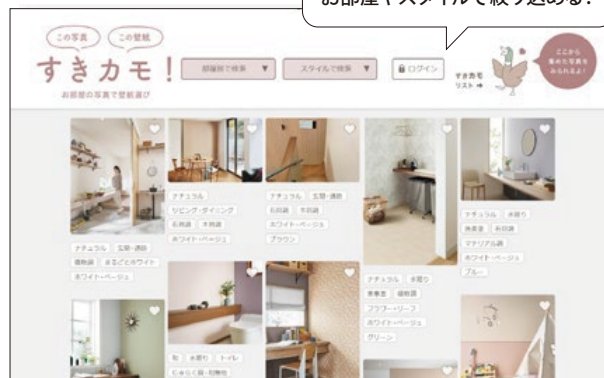 お部屋やスタイルで絞り込める!
この写真 この壁紙
すきカモ!
お部屋の写真で壁紙選び
部屋別で検索 ▼
スタイルで検索 ▼
ログイン
すきカモ
リスト ➔
ここから
集めた写真を
みられるよ!
ナチュラル 玄関・通路
織物調 まるごとホワイト
ホワイト・ベージュ
ナチュラル
リビング・ダイニング
石目調 木目調
ホワイト・ベージュ
ナチュラル 玄関・通路
石目調 木目調
ホワイト・ベージュ
ブラウン
ナチュラル 水廻り
織物調
フラワー・リーフ
ホワイト・ベージュ
グリーン
ナチュラル 水廻り
洗面室 石目調
マテリアル調
ホワイト・ベージュ
ブルー
和 水廻り トイレ
じゅらく調・和無地